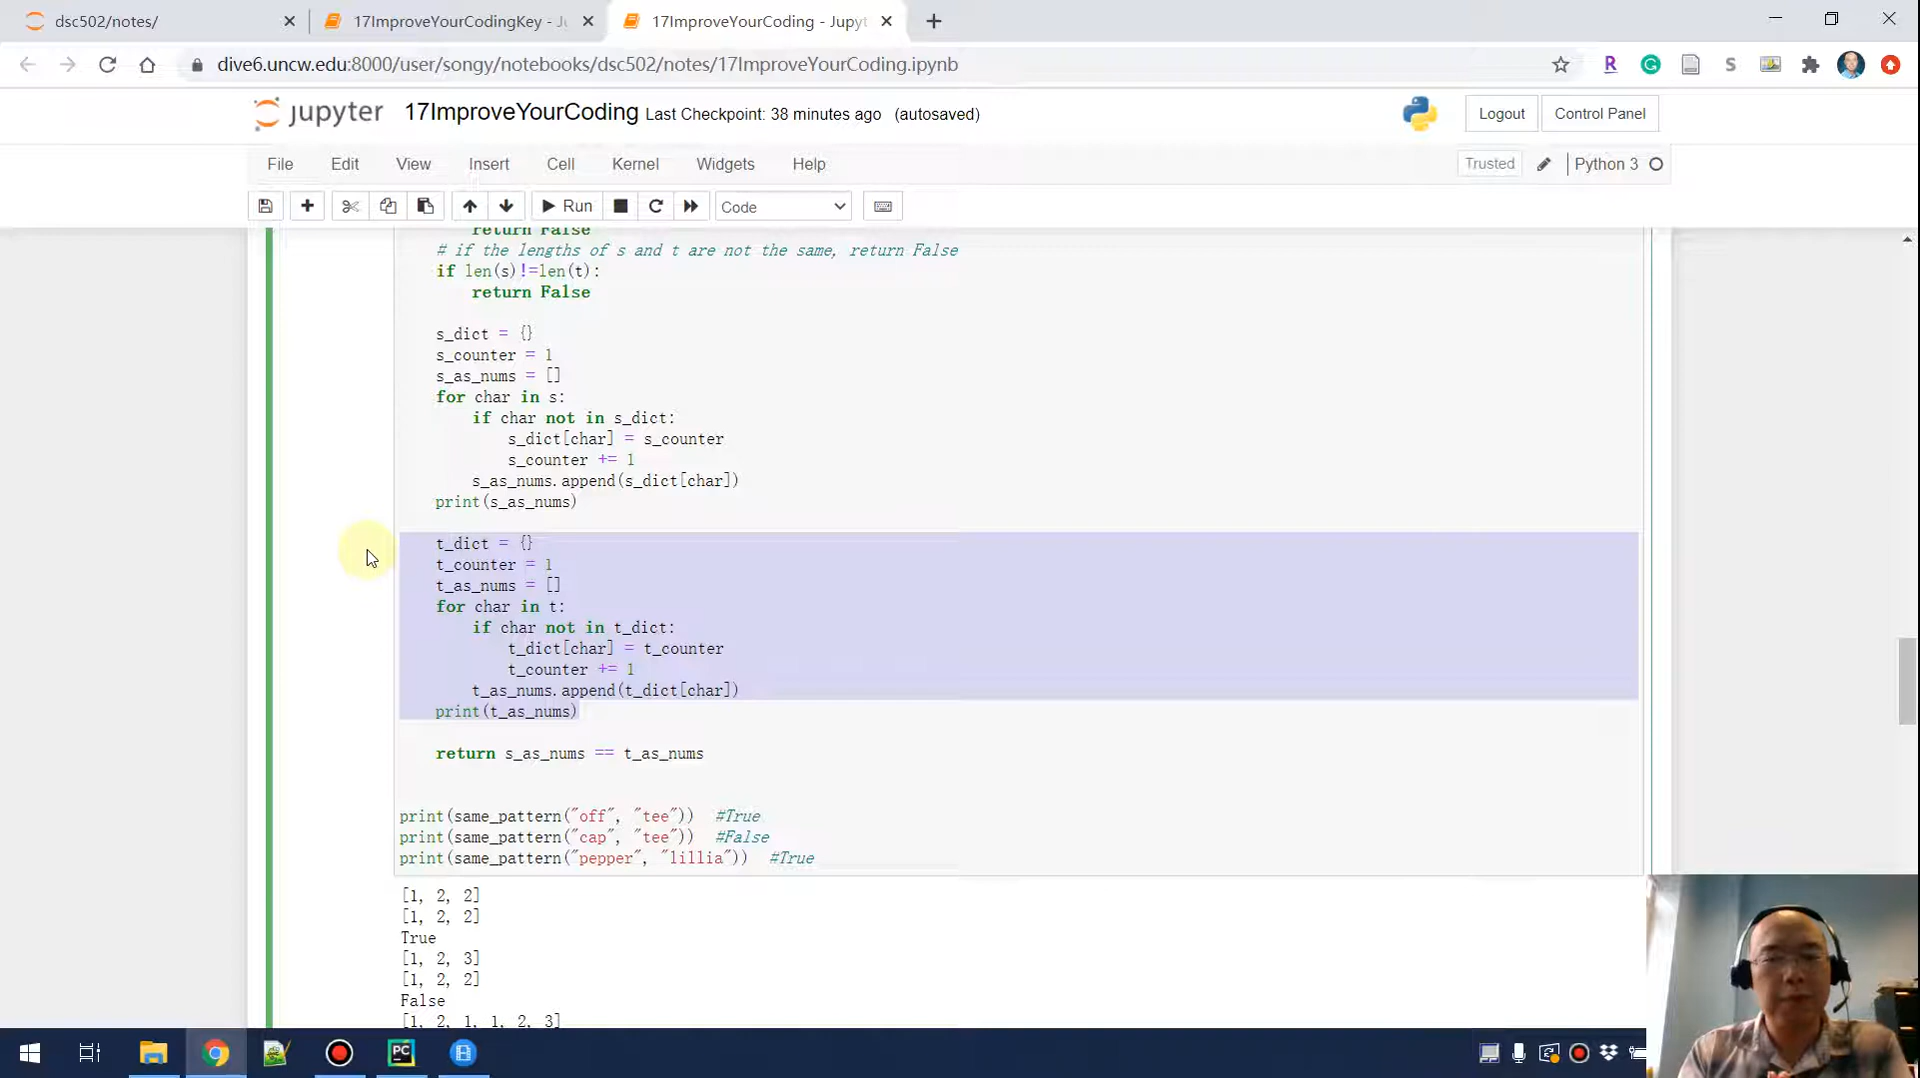 dsc502/notes/
17ImproveYourCodingKey - Ju
17ImproveYourCoding - Jupyt
dive6.uncw.edu:8000/user/songy/notebooks/dsc502/notes/17ImproveYourCoding.ipynb
jupyter 17ImproveYourCoding Last Checkpoint: 38 minutes ago (autosaved)
Logout
Control Panel
File Edit View Insert Cell Kernel Widgets Help
Trusted
Python 3
Run
Code
return False
# if the lengths of s and t are not the same, return False
if len(s)!=len(t):
return False
s_dict = {}
s_counter = 1
s_as_nums = []
for char in s:
if char not in s_dict:
s_dict[char] = s_counter
s_counter += 1
s_as_nums.append(s_dict[char])
print(s_as_nums)
t_dict = {}
t_counter = 1
t_as_nums = []
for char in t:
if char not in t_dict:
t_dict[char] = t_counter
t_counter += 1
t_as_nums.append(t_dict[char])
print(t_as_nums)
return s_as_nums == t_as_nums
print(same_pattern("off", "tee")) #True
print(same_pattern("cap", "tee")) #False
print(same_pattern("pepper", "lillia")) #True
[1, 2, 2]
[1, 2, 2]
True
[1, 2, 3]
[1, 2, 2]
False
[1, 2, 1, 1, 2, 3]